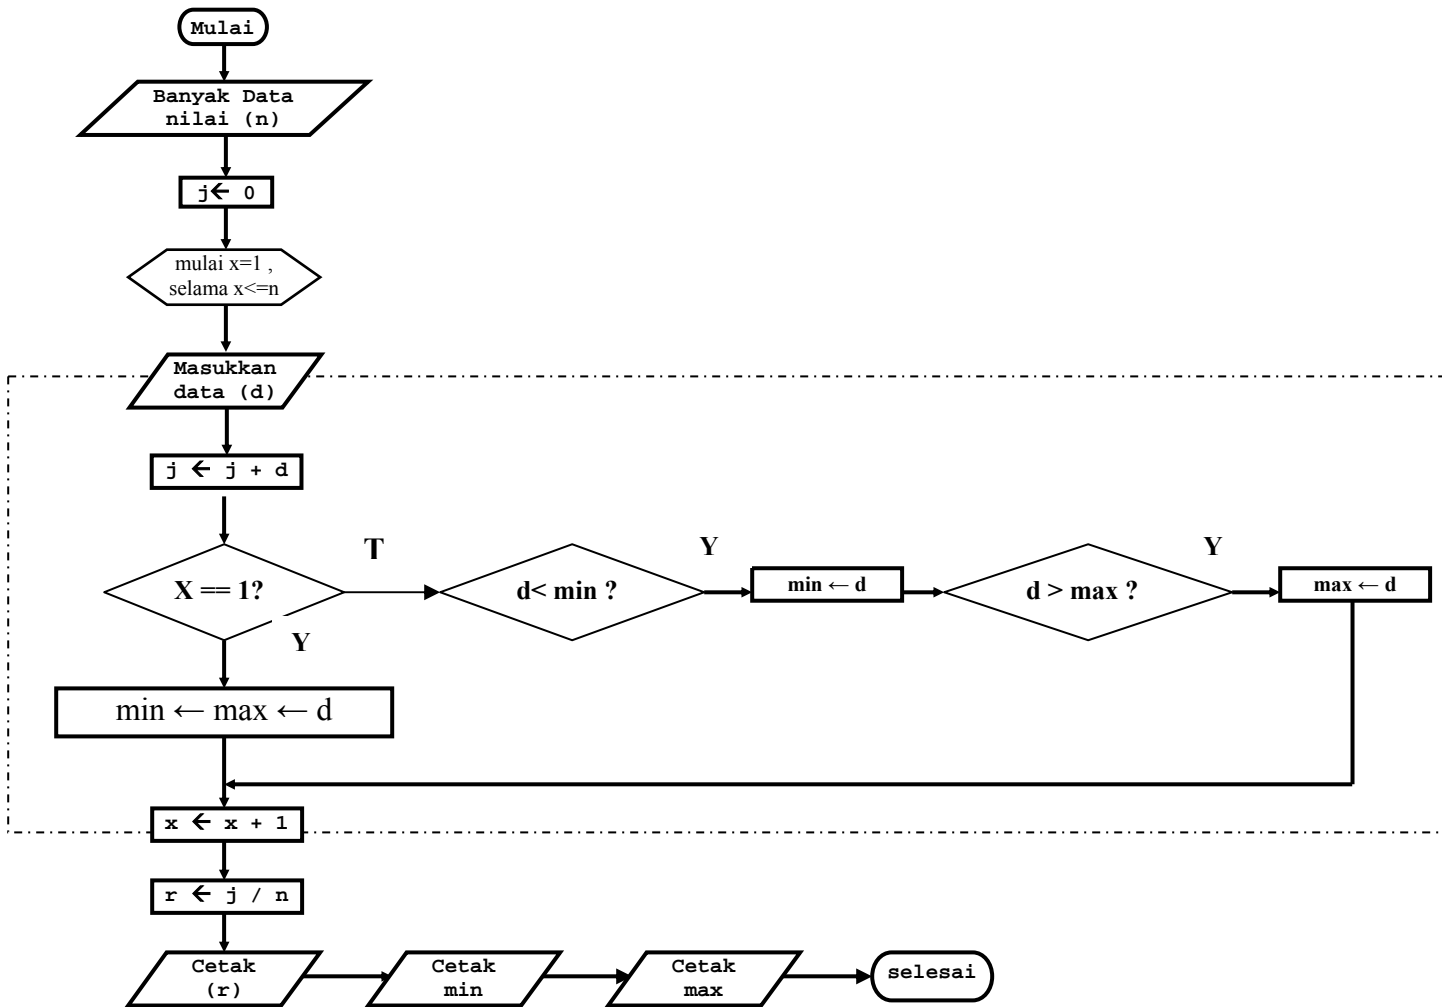 Mulai
Banyak Data
nilai (n)
j← 0
mulai x=1 ,
selama x<=n
Masukkan
data (d)
j ← j + d
X == 1?
T
d< min ?
Y
min ← d
d > max ?
Y
max ← d
Y
min ← max ← d
x ← x + 1
r ← j / n
Cetak
(r)
Cetak
min
Cetak
max
selesai